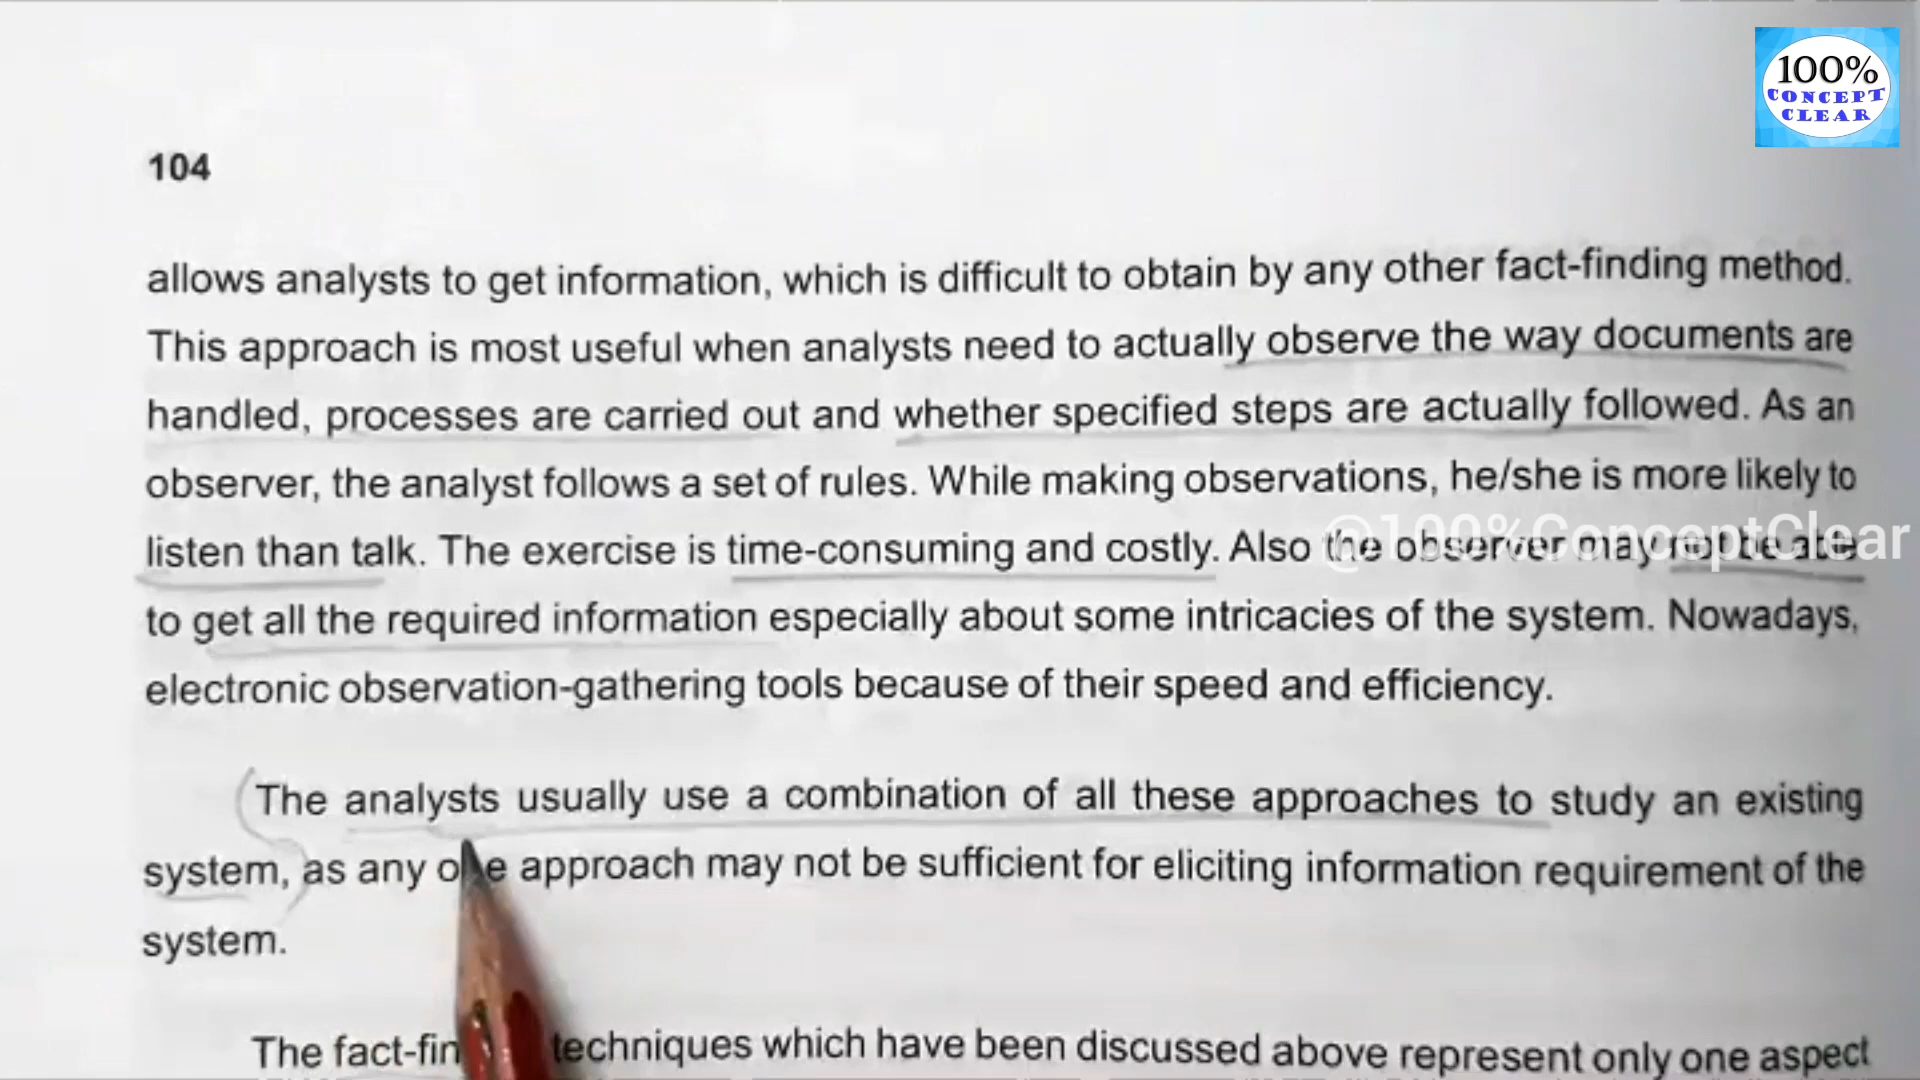 100%
CONCEPT
CLEAR
104
allows analysts to get information, which is difficult to obtain by any other fact-finding method.
This approach is most useful when analysts need to actually observe the way documents are
handled, processes are carried out and whether specified steps are actually followed. As an
observer, the analyst follows a set of rules. While making observations, he/she is more likely to
listen than talk. The exercise is time-consuming and costly. Also the observer may not be able
@100%ConceptClear
to get all the required information especially about some intricacies of the system. Nowadays,
electronic observation-gathering tools because of their speed and efficiency.
The analysts usually use a combination of all these approaches to study an existing
system, as any one approach may not be sufficient for eliciting information requirement of the
system.
The techniques which have been discussed above represent only one aspect